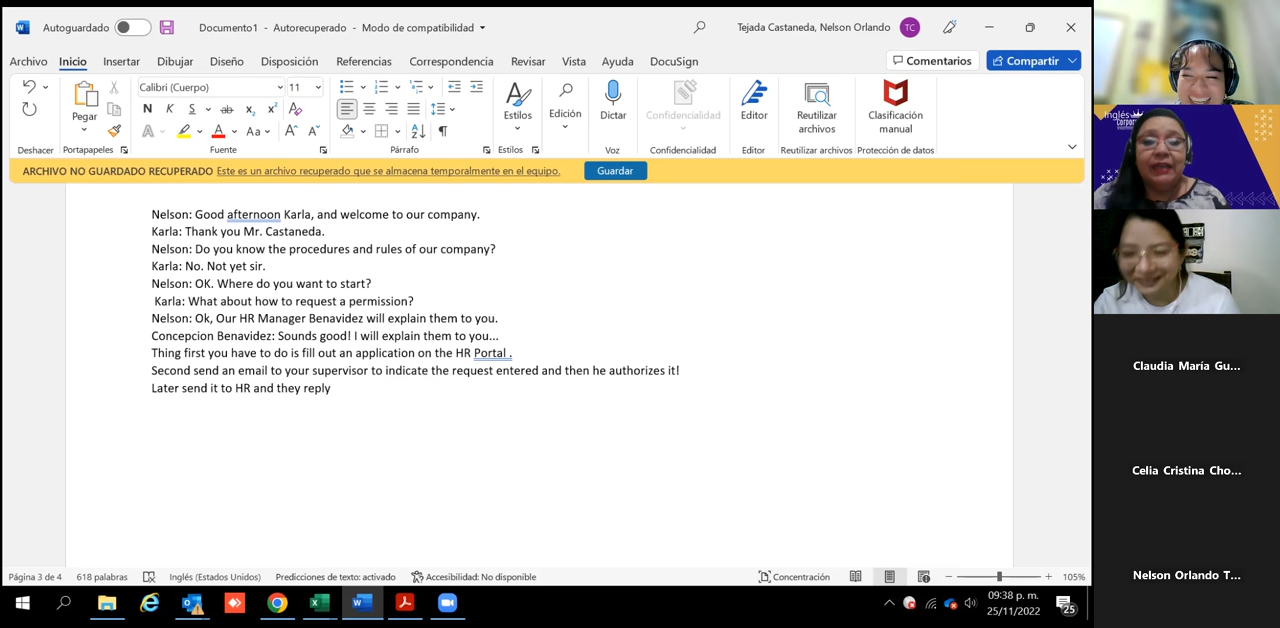 Autoguardado
Documento1 - Autorecuperado - Modo de compatibilidad
Tejada Castaneda, Nelson Orlando
TC
Archivo Inicio Insertar Dibujar Diseño Disposición Referencias Correspondencia Revisar Vista Ayuda DocuSign
Comentarios
Compartir
Pegar
Calibri (Cuerpo) 11
N K S ab x₂ x² A
A A Aa A A
Estilos
Edición
Dictar
Confidencialidad
Editor
Reutilizar archivos
Clasificación manual
Deshacer Portapapeles Fuente Párrafo Estilos Voz Confidencialidad Editor Reutilizar archivos Protección de datos
ARCHIVO NO GUARDADO RECUPERADO Este es un archivo recuperado que se almacena temporalmente en el equipo. Guardar
Nelson: Good afternoon Karla, and welcome to our company.
Karla: Thank you Mr. Castaneda.
Nelson: Do you know the procedures and rules of our company?
Karla: No. Not yet sir.
Nelson: OK. Where do you want to start?
Karla: What about how to request a permission?
Nelson: Ok, Our HR Manager Benavidez will explain them to you.
Concepcion Benavidez: Sounds good! I will explain them to you...
Thing first you have to do is fill out an application on the HR Portal .
Second send an email to your supervisor to indicate the request entered and then he authorizes it!
Later send it to HR and they reply
Página 3 de 4 618 palabras Inglés (Estados Unidos) Predicciones de texto: activado Accesibilidad: No disponible Concentración 105%
09:38 p. m.
25/11/2022
25
Inglés
Claudia María Gu...
Celia Cristina Cho...
Nelson Orlando T...